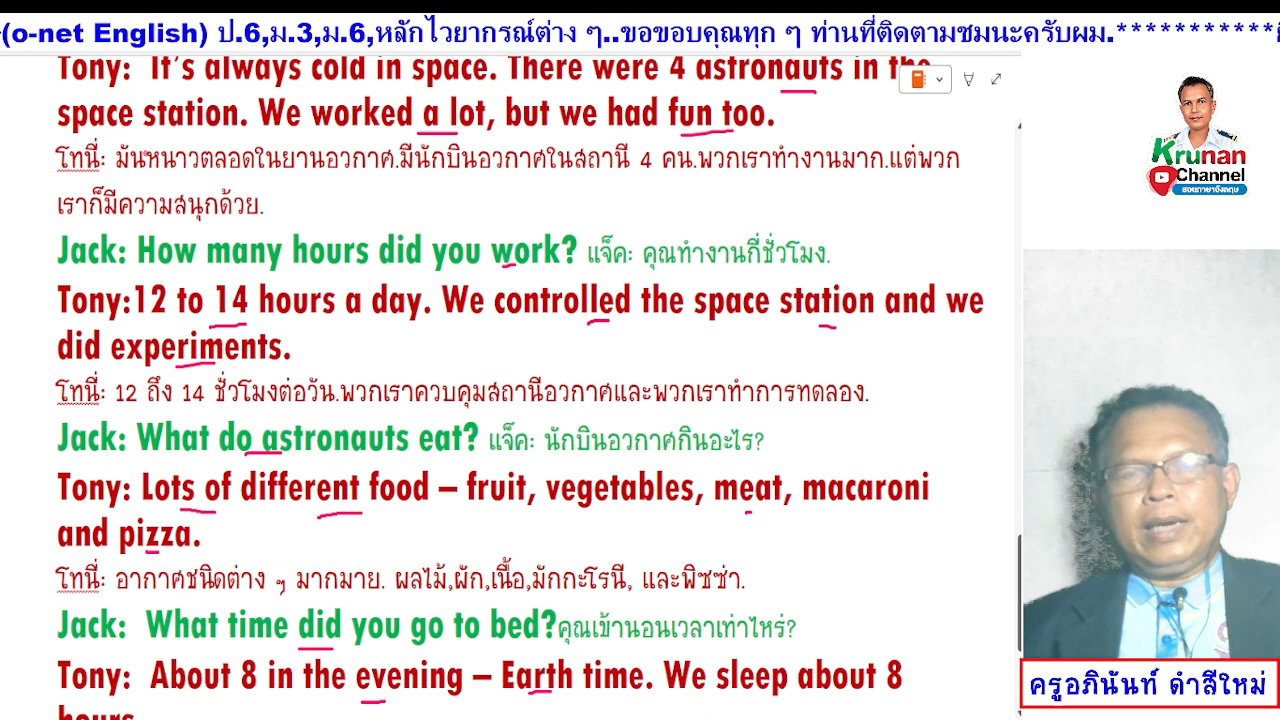 (o-net English) ป.6,ม.3,ม.6,หลักไวยากรณ์ต่าง ๆ..ขอขอบคุณทุก ๆ ท่านที่ติดตามชมนะครับผม.***********
Tony: It's always cold in space. There were 4 astronauts in the
space station. We worked a lot, but we had fun too.
โทนี่: มันหนาวตลอดในยานอวกาศ.มีนักบินอวกาศในสถานี 4 คน.พวกเราทำงานมาก.แต่พวก
เราก็มีความสนุกด้วย.
Jack: How many hours did you work? แจ็ค: คุณทำงานกี่ชั่วโมง.
Tony:12 to 14 hours a day. We controlled the space station and we
did experiments.
โทนี่: 12 ถึง 14 ชั่วโมงต่อวัน.พวกเราควบคุมสถานีอวกาศและพวกเราทำการทดลอง.
Jack: What do astronauts eat? แจ็ค: นักบินอวกาศกินอะไร?
Tony: Lots of different food – fruit, vegetables, meat, macaroni
and pizza.
โทนี่: อากาศชนิดต่าง ๆ มากมาย. ผลไม้,ผัก,เนื้อ,มักกะโรนี, และพิซซ่า.
Jack: What time did you go to bed?คุณเข้านอนเวลาเท่าไหร่?
Tony: About 8 in the evening – Earth time. We sleep about 8
hours
Krunan
Channel
สอนภาษาอังกฤษ
ครูอภินันท์ ดำสีใหม่